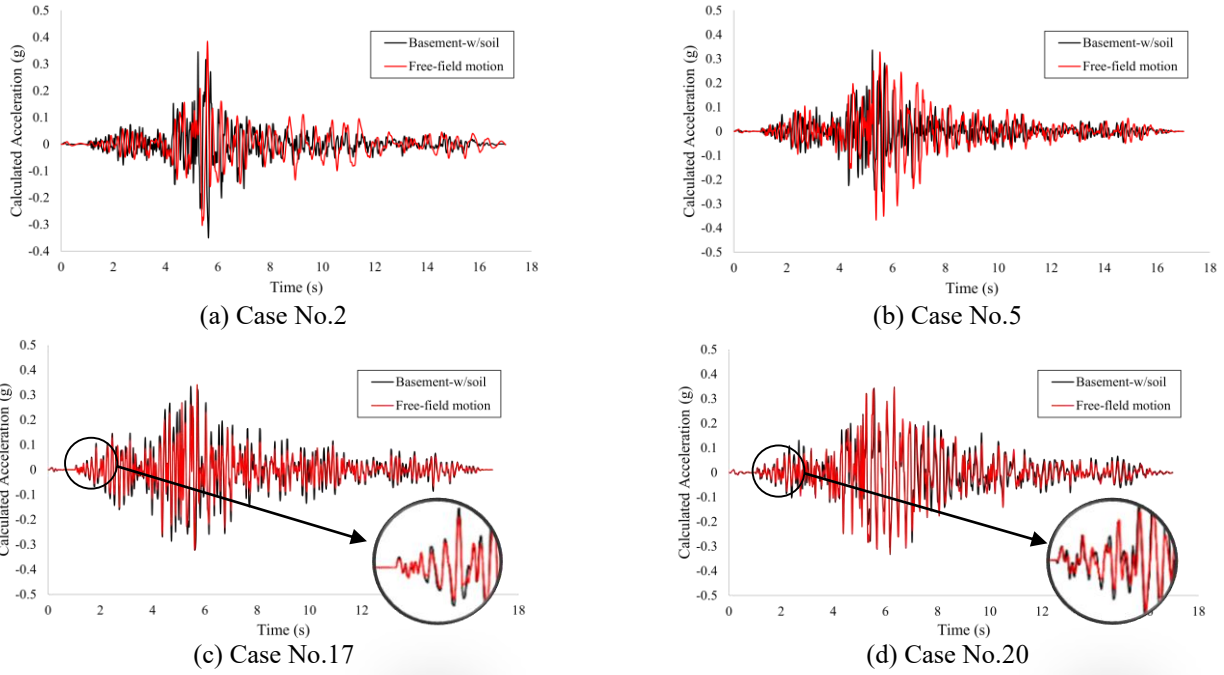 0.5
0.4
0.3
0.2
0.1
0
-0.1
-0.2
-0.3
-0.4
Calculated Acceleration (g)
Basement-w/soil
Free-field motion
0 2 4 6 8 10 12 14 16 18
Time (s)
(a) Case No.2
0.5
0.4
0.3
0.2
0.1
0
-0.1
-0.2
-0.3
-0.4
-0.5
Calculated Acceleration (g)
Basement-w/soil
Free-field motion
0 2 4 6 8 10 12 14 16 18
Time (s)
(b) Case No.5
0.5
0.4
0.3
0.2
0.1
0
-0.1
-0.2
-0.3
-0.4
-0.5
Calculated Acceleration (g)
Basement-w/soil
Free-field motion
0 2 4 6 8 10 12 18
Time (s)
(c) Case No.17
0.5
0.4
0.3
0.2
0.1
0
-0.1
-0.2
-0.3
-0.4
-0.5
Calculated Acceleration (g)
Basement-w/soil
Free-field motion
0 2 4 6 8 10 12 18
Time (s)
(d) Case No.20